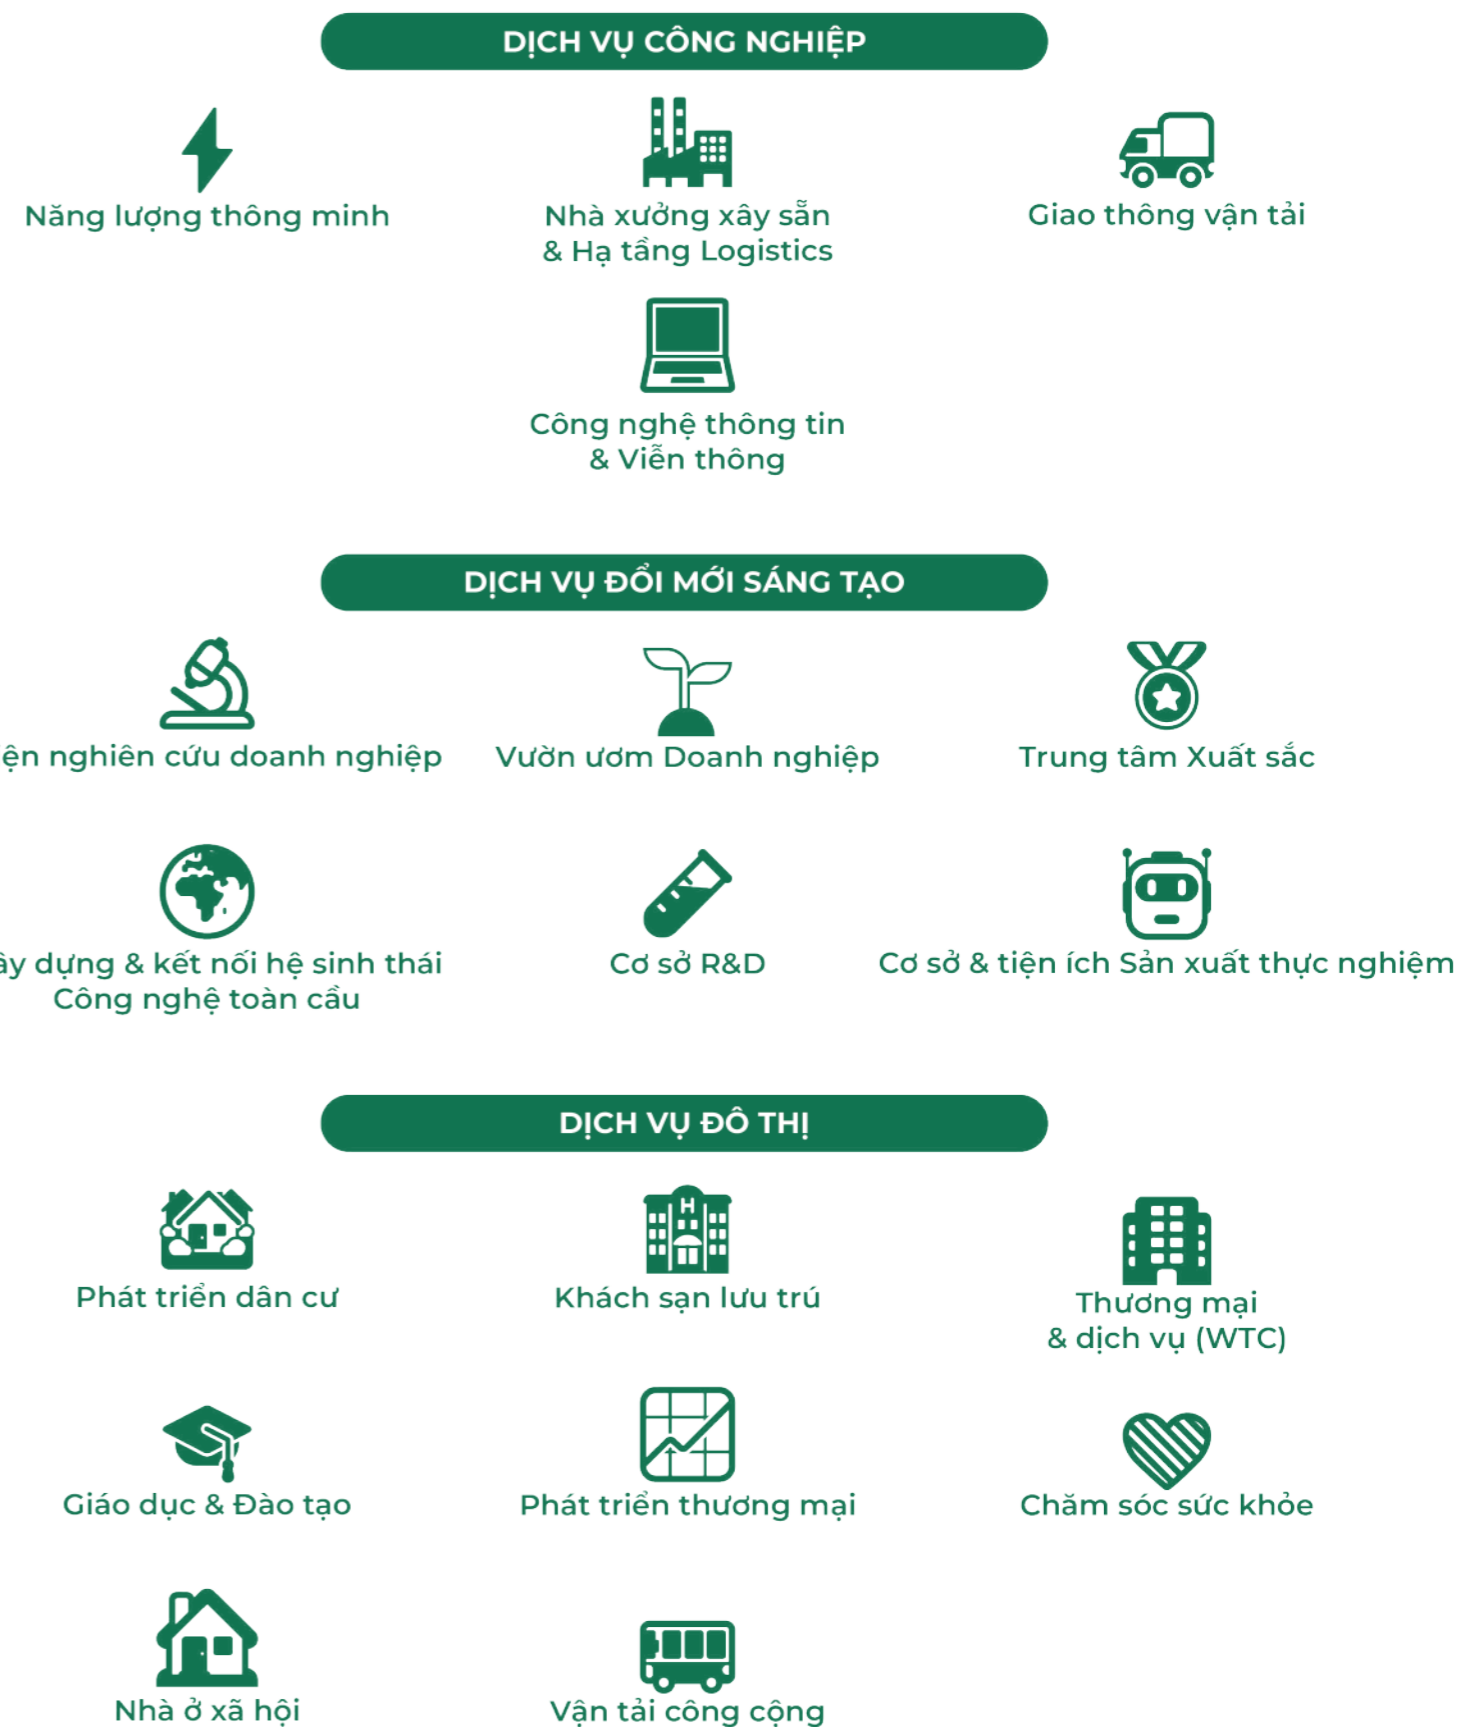 DỊCH VỤ CÔNG NGHIỆP
Năng lượng thông minh
Nhà xưởng xây sẵn
& Hạ tầng Logistics
Giao thông vận tải
Công nghệ thông tin
& Viễn thông
DỊCH VỤ ĐỔI MỚI SÁNG TẠO
nghiên cứu doanh nghiệp
Vườn ươm Doanh nghiệp
Trung tâm Xuất sắc
dựng & kết nối hệ sinh thái
Công nghệ toàn cầu
Cơ sở R&D
Cơ sở & tiện ích Sản xuất thực nghiệm
DỊCH VỤ ĐÔ THỊ
Phát triển dân cư
H
Khách sạn lưu trú
Thương mại
& dịch vụ (WTC)
Giáo dục & Đào tạo
Phát triển thương mại
Chăm sóc sức khỏe
Nhà ở xã hội
Vận tải công cộng